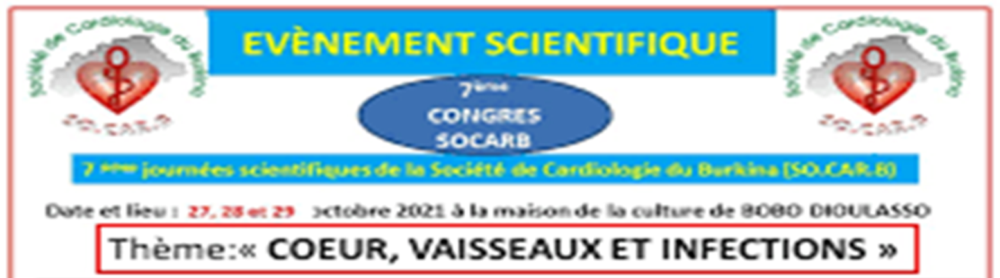 Société de Cardiologie du Burkina
SO.CAR.B
EVÈNEMENT SCIENTIFIQUE
Société de Cardiologie du Burkina
SO.CAR.B
7ème
CONGRES
SOCARB
7 ème journées scientifiques de la Société de Cardiologie du Burkina (SO.CAR.B)
Date et lieu : 27, 28 et 29 octobre 2021 à la maison de la culture de BOBO DIOULASSO
Thème:« COEUR, VAISSEAUX ET INFECTIONS »